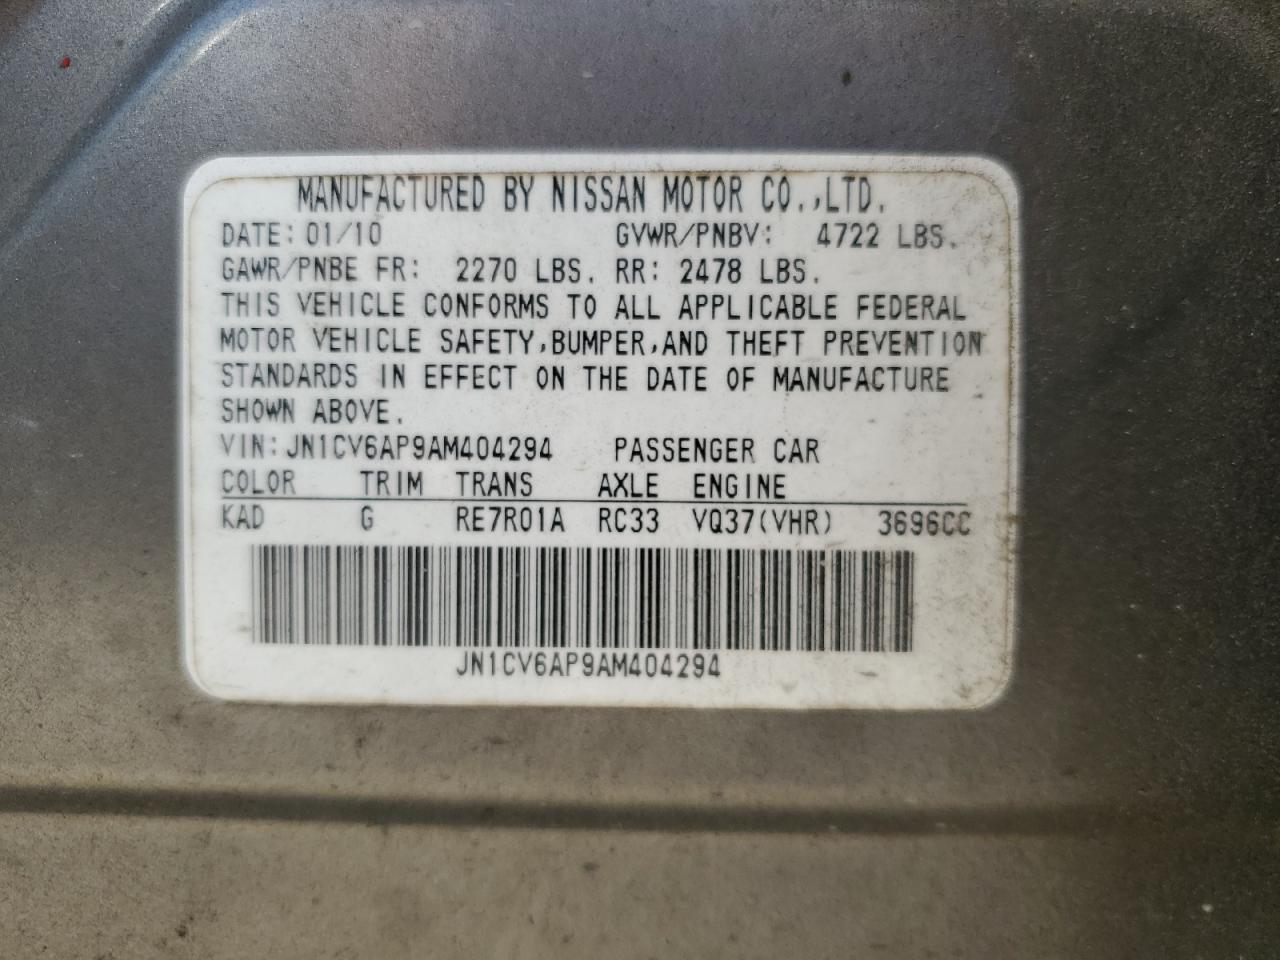 MANUFACTURED BY NISSAN MOTOR CO.,LTD.
DATE: 01/10 GVWR/PNBV: 4722 LBS.
GAWR/PNBE FR: 2270 LBS. RR: 2478 LBS.
THIS VEHICLE CONFORMS TO ALL APPLICABLE FEDERAL
MOTOR VEHICLE SAFETY,BUMPER,AND THEFT PREVENTION
STANDARDS IN EFFECT ON THE DATE OF MANUFACTURE
SHOWN ABOVE.
VIN: JN1CV6AP9AM404294 PASSENGER CAR
COLOR TRIM TRANS AXLE ENGINE
KAD G RE7R01A RC33 VQ37(VHR) 3696CC
JN1CV6AP9AM404294